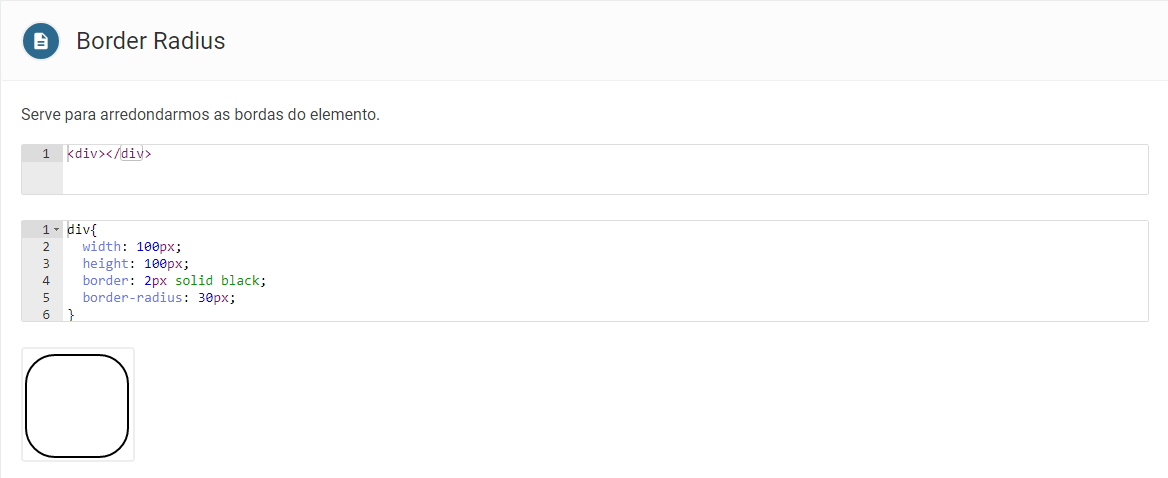 Border Radius
Serve para arredondarmos as bordas do elemento.
1 <div></div>
1 div{
2 width: 100px;
3 height: 100px;
4 border: 2px solid black;
5 border-radius: 30px;
6 }